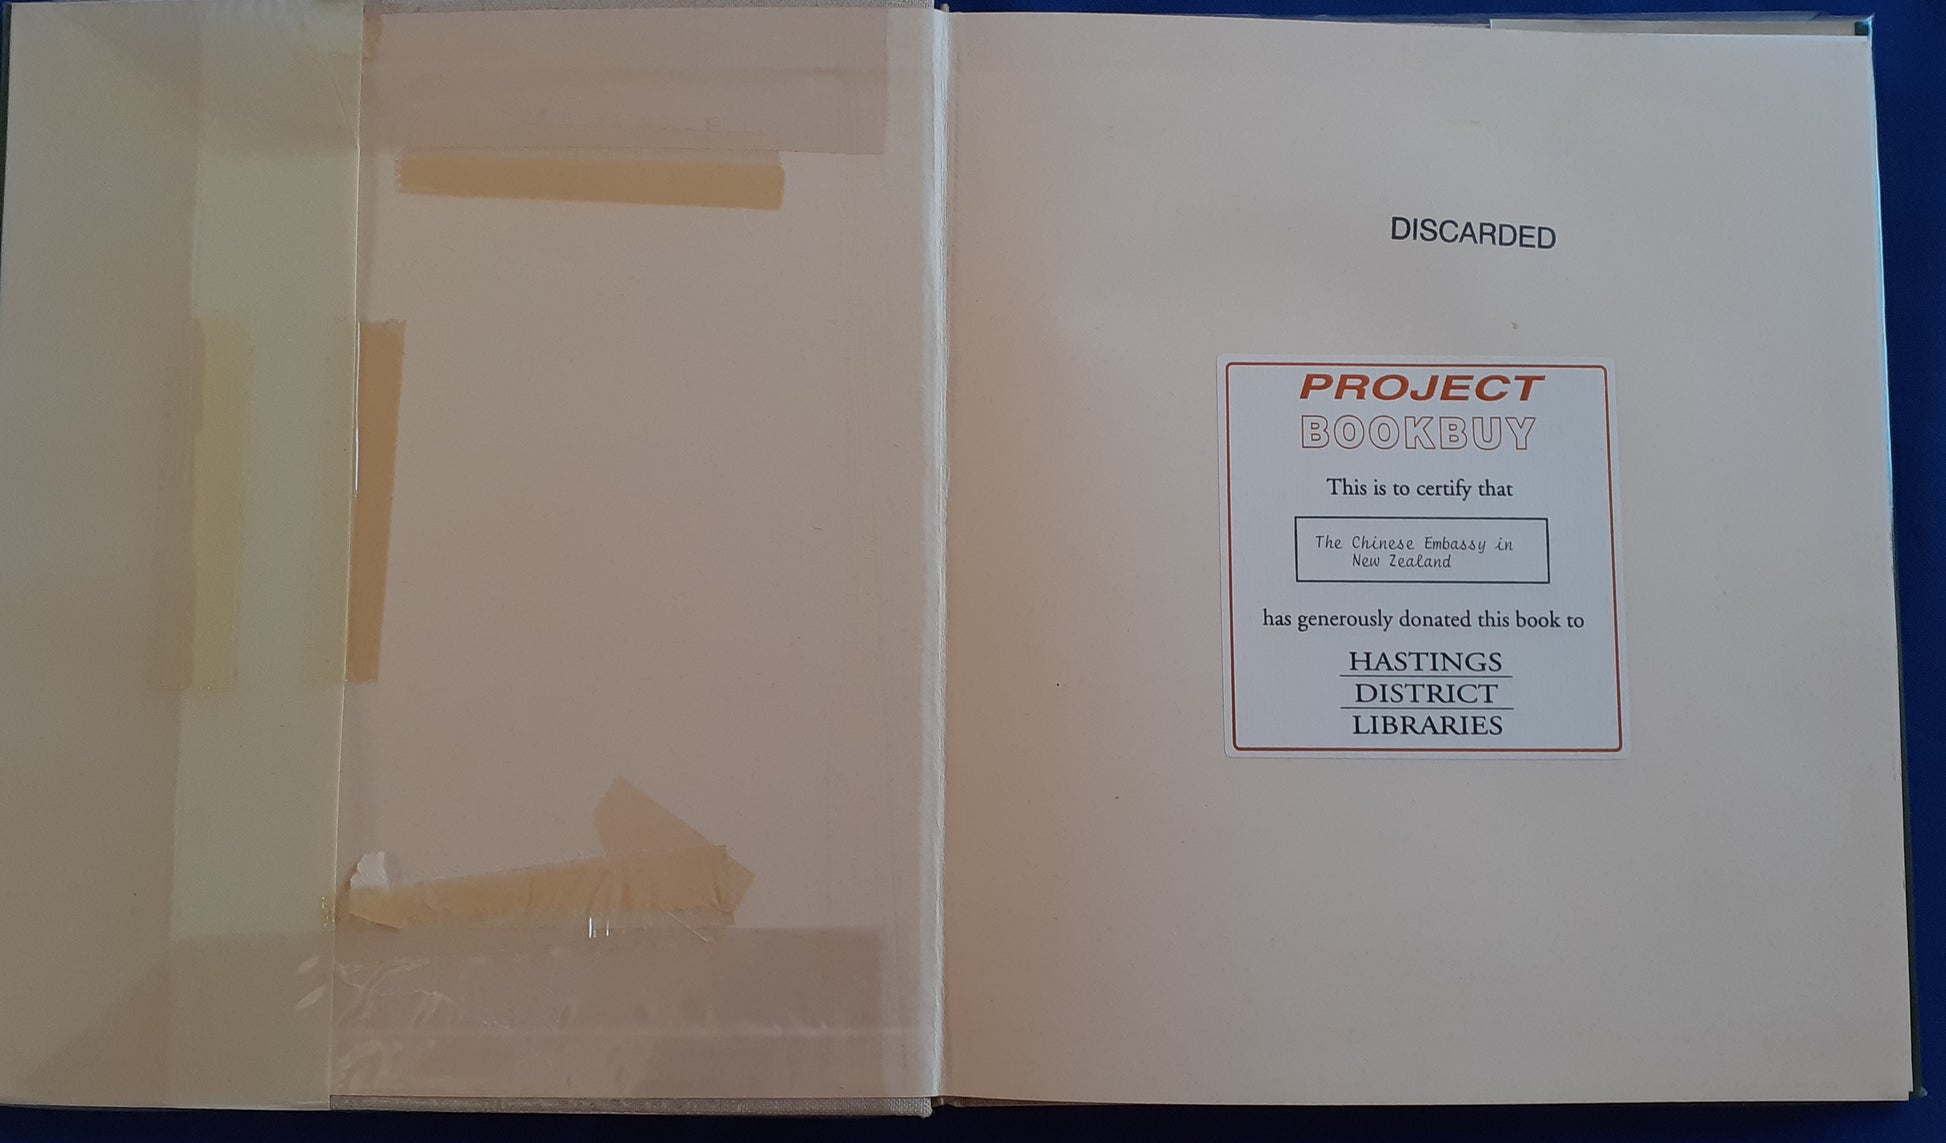 DISCARDED
PROJECT
BOOKBUY
This is to certify that
The Chinese Embassy in
New Zealand
has generously donated this book to
HASTINGS
DISTRICT
LIBRARIES